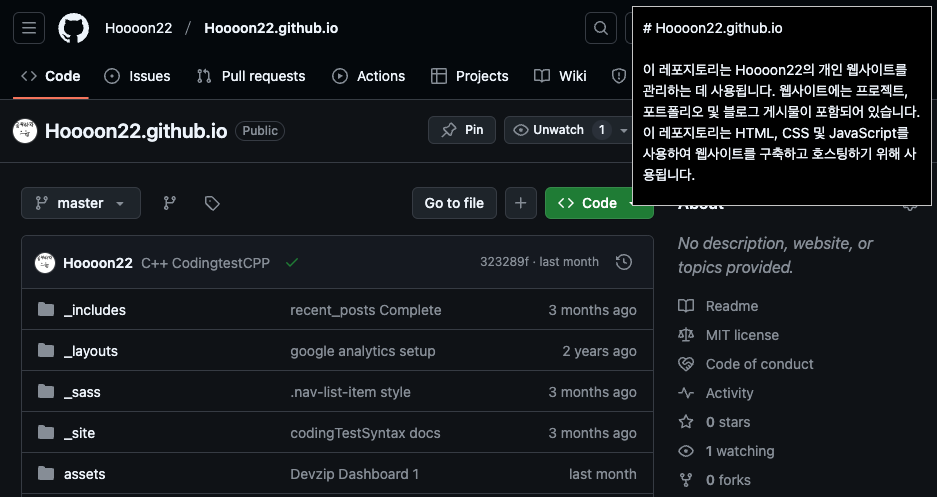 Hoooon22 / Hoooon22.github.io
# Hoooon22.github.io
이 레포지토리는 Hoooon22의 개인 웹사이트를
관리하는 데 사용됩니다. 웹사이트에는 프로젝트,
포트폴리오 및 블로그 게시물이 포함되어 있습니다.
이 레포지토리는 HTML, CSS 및 JavaScript를
사용하여 웹사이트를 구축하고 호스팅하기 위해 사
용됩니다.
Code Issues Pull requests Actions Projects Wiki
Hoooon22.github.io Public Pin Unwatch 1
master Go to file Code
About
No description, website, or
topics provided.
Readme
MIT license
Code of conduct
Activity
0 stars
1 watching
0 forks
Hoooon22 C++ CodingtestCPP 323289f · last month
_includes recent_posts Complete 3 months ago
_layouts google analytics setup 2 years ago
_sass .nav-list-item style 3 months ago
_site codingTestSyntax docs 3 months ago
assets Devzip Dashboard 1 last month